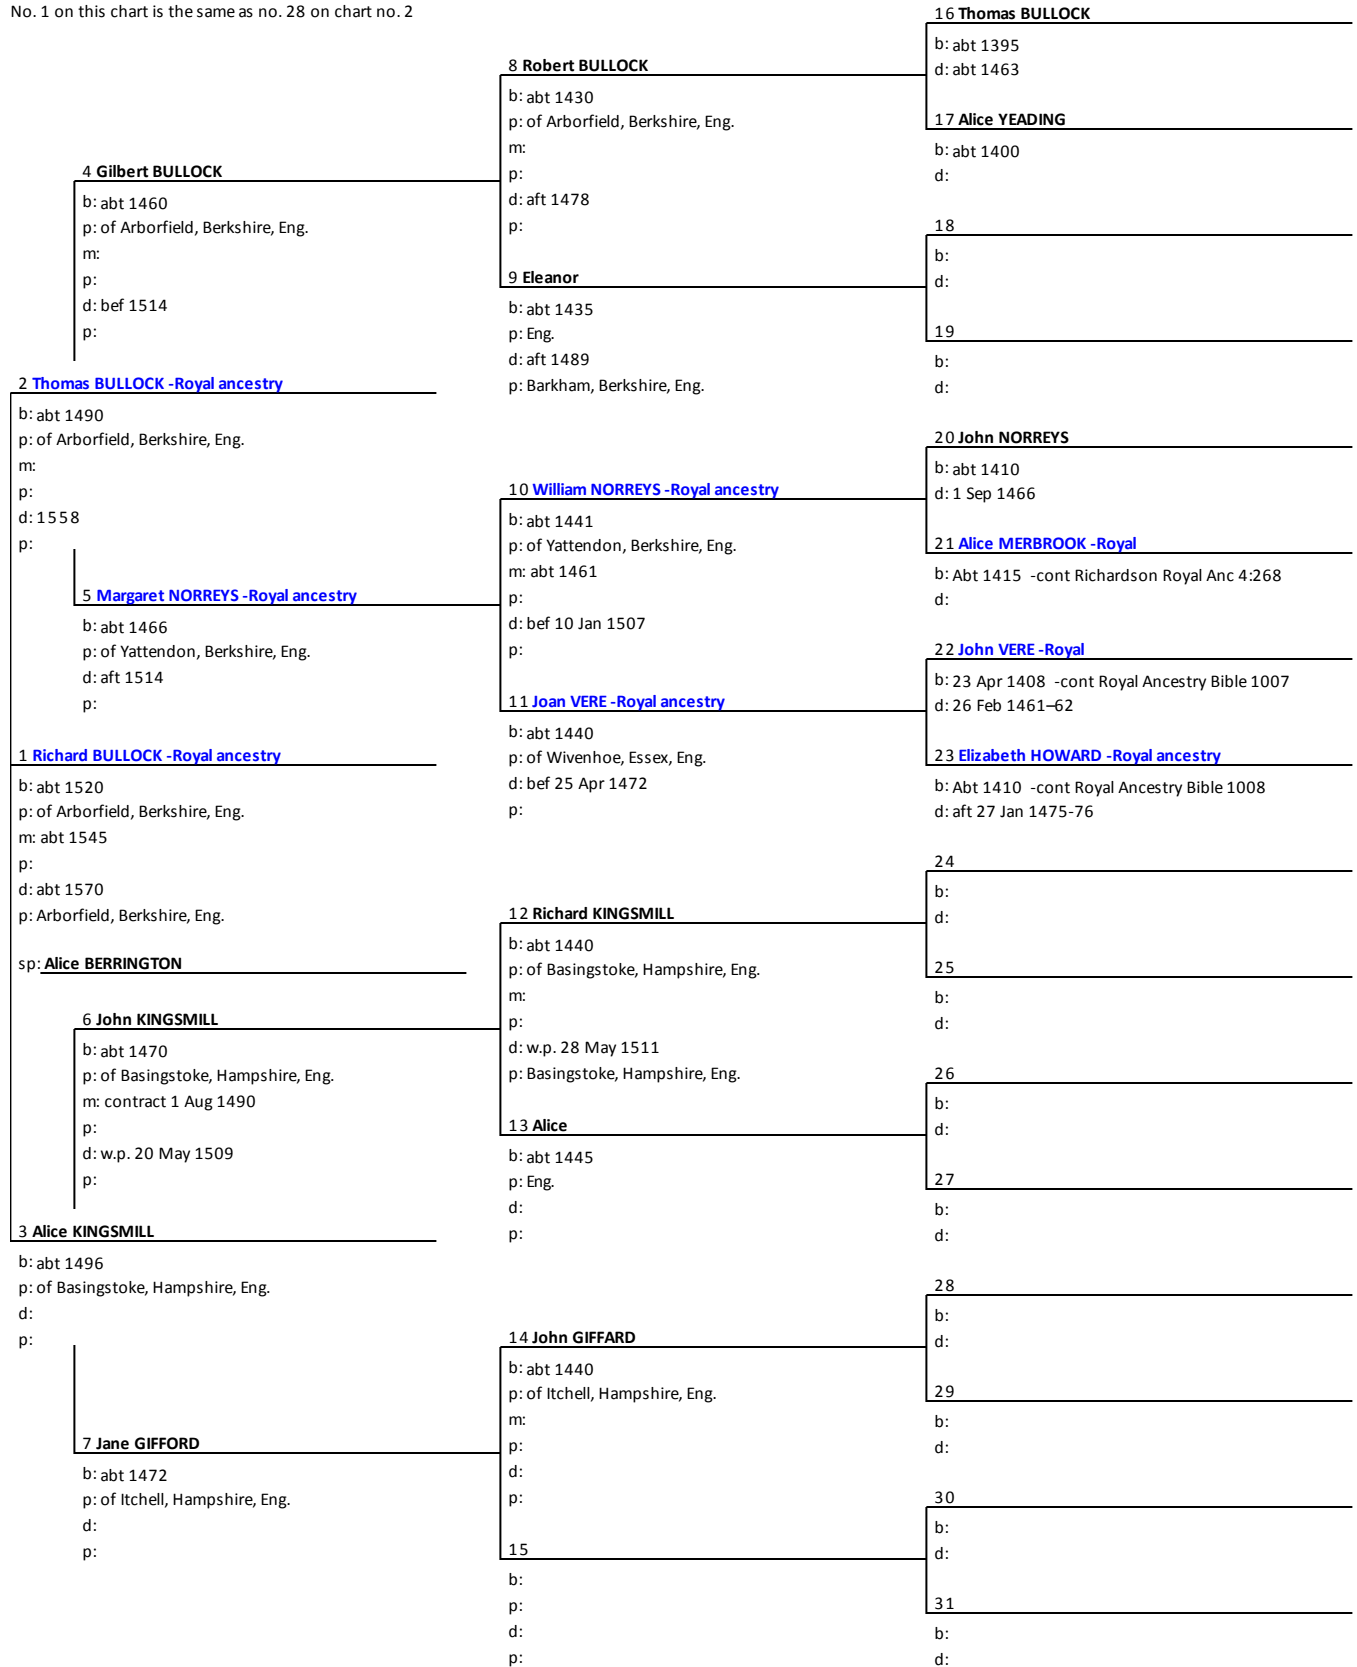 No. 1 on this chart is the same as no. 28 on chart no. 2
16 Thomas BULLOCK
b: abt 1395
d: abt 1463
8 Robert BULLOCK
b: abt 1430
p: of Arborfield, Berkshire, Eng.
m:
p:
d: aft 1478
p:
17 Alice YEADING
b: abt 1400
d:
4 Gilbert BULLOCK
b: abt 1460
p: of Arborfield, Berkshire, Eng.
m:
p:
d: bef 1514
p:
18
b:
d:
9 Eleanor
b: abt 1435
p: Eng.
d: aft 1489
p: Barkham, Berkshire, Eng.
19
b:
d:
2 Thomas BULLOCK -Royal ancestry
b: abt 1490
p: of Arborfield, Berkshire, Eng.
m:
p:
d: 1558
p:
20 John NORREYS
b: abt 1410
d: 1 Sep 1466
10 William NORREYS -Royal ancestry
b: abt 1441
p: of Yattendon, Berkshire, Eng.
m: abt 1461
p:
d: bef 10 Jan 1507
p:
21 Alice MERBROOK -Royal
b: Abt 1415 -cont Richardson Royal Anc 4:268
d:
5 Margaret NORREYS -Royal ancestry
b: abt 1466
p: of Yattendon, Berkshire, Eng.
d: aft 1514
p:
22 John VERE -Royal
b: 23 Apr 1408 -cont Royal Ancestry Bible 1007
d: 26 Feb 1461–62
11 Joan VERE -Royal ancestry
b: abt 1440
p: of Wivenhoe, Essex, Eng.
d: bef 25 Apr 1472
p:
23 Elizabeth HOWARD -Royal ancestry
b: Abt 1410 -cont Royal Ancestry Bible 1008
d: aft 27 Jan 1475-76
1 Richard BULLOCK -Royal ancestry
b: abt 1520
p: of Arborfield, Berkshire, Eng.
m: abt 1545
p:
d: abt 1570
p: Arborfield, Berkshire, Eng.
sp: Alice BERRINGTON
24
b:
d:
12 Richard KINGSMILL
b: abt 1440
p: of Basingstoke, Hampshire, Eng.
m:
p:
d: w.p. 28 May 1511
p: Basingstoke, Hampshire, Eng.
25
b:
d:
6 John KINGSMILL
b: abt 1470
p: of Basingstoke, Hampshire, Eng.
m: contract 1 Aug 1490
p:
d: w.p. 20 May 1509
p:
26
b:
d:
13 Alice
b: abt 1445
p: Eng.
d:
p:
27
b:
d:
3 Alice KINGSMILL
b: abt 1496
p: of Basingstoke, Hampshire, Eng.
d:
p:
28
b:
d:
14 John GIFFARD
b: abt 1440
p: of Itchell, Hampshire, Eng.
m:
p:
d:
p:
29
b:
d:
7 Jane GIFFORD
b: abt 1472
p: of Itchell, Hampshire, Eng.
d:
p:
30
b:
d:
15
b:
p:
d:
p:
31
b:
d: